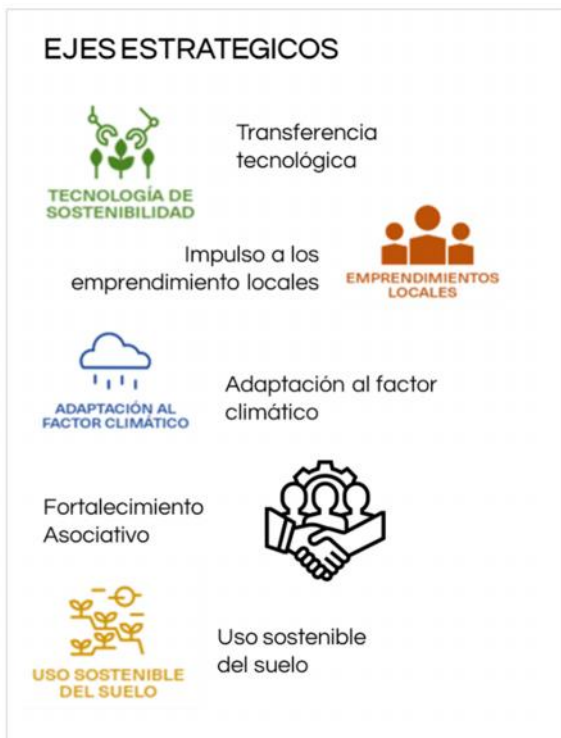 EJES ESTRATEGICOS
Transferencia
tecnológica
TECNOLOGÍA DE
SOSTENIBILIDAD
Impulso a los
emprendimiento locales
EMPRENDIMIENTOS
LOCALES
ADAPTACIÓN AL
FACTOR CLIMÁTICO
Adaptación al factor
climático
Fortalecimiento
Asociativo
USO SOSTENIBLE
DEL SUELO
Uso sostenible
del suelo